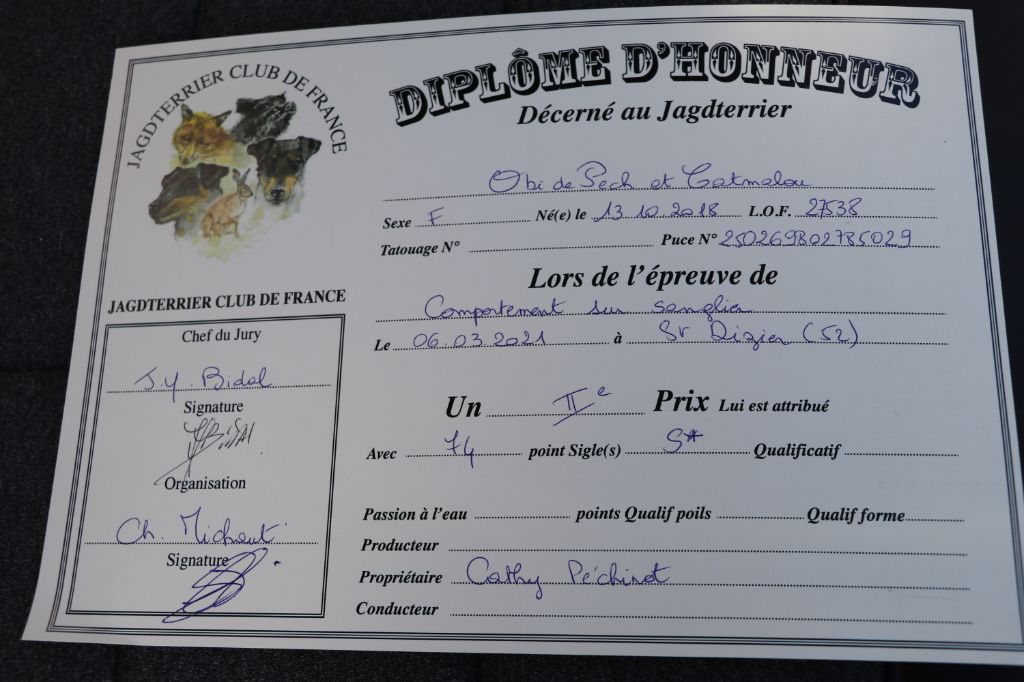 JAGDTERRIER CLUB DE FRANCE
DIPLÔME D'HONNEUR
Décerné au Jagdterrier
Obi de Pech et Catmalou
Sexe F Né(e) le 13 10 2018 L.O.F. 27538
Tatouage N° Puce N° 250269802785029
Lors de l'épreuve de
Comportement sur sanglier
Le 06.03.2021 à St Dizier (52)
Un II e Prix Lui est attribué
Avec 74 point Sigle(s) S* Qualificatif
Passion à l'eau points Qualif poils Qualif forme
Producteur
Propriétaire Cathy Péchinot
Conducteur
JAGDTERRIER CLUB DE FRANCE
Chef du Jury
J.Y. Bidal
Signature
JYBIDAL
Organisation
Ch. Micheut
Signature